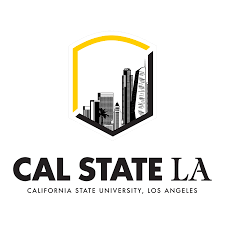 CAL STATE LA
CALIFORNIA STATE UNIVERSITY, LOS ANGELES